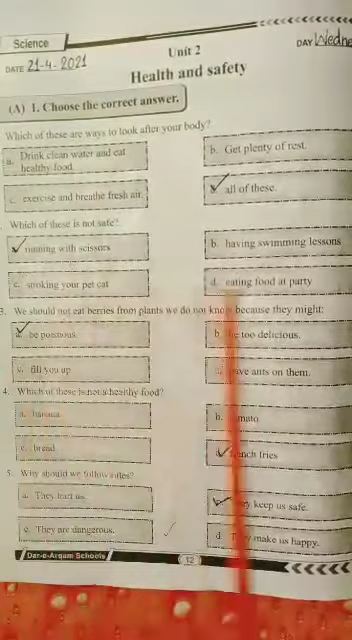 Science
Unit 2
DAY Wedne
DATE 21-4-2021
Health and safety
(A) 1. Choose the correct answer.
Which of these are ways to look after your body?
a. Drink clean water and eat healthy food
b. Get plenty of rest.
c. exercise and breathe fresh air.
all of these.
Which of these is not safe?
running with scissors
b. having swimming lessons
c. stroking your pet cat
d. eating food at party
3. We should not eat berries from plants we do not know because they might:
a. be poisonous.
b. be too delicious.
c. fill you up
have ants on them.
4. Which of these is not a healthy food?
a. banana
b. mato
c. bread
nch fries
5. Why should we follow rules?
a. They hurt us.
keep us safe.
c. They are dangerous.
d. T y make us happy.
Dar-e-Arqam Schools
12